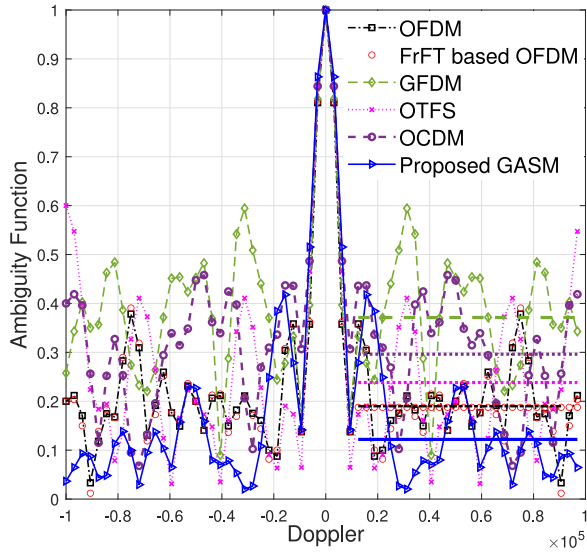 OFDM
FrFT based OFDM
GFDM
OTFS
OCDM
Proposed GASM
Ambiguity Function
1
0.9
0.8
0.7
0.6
0.5
0.4
0.3
0.2
0.1
0
-1 -0.8 -0.6 -0.4 -0.2 0 0.2 0.4 0.6 0.8 1
Doppler
×10^5